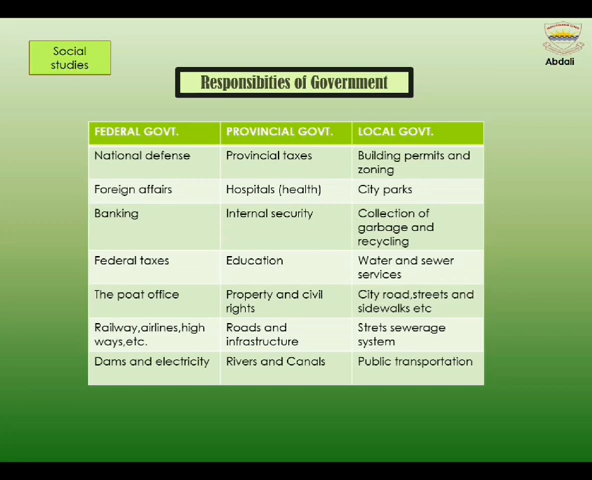 Social
studies
Abdali
Responsibities of Government
FEDERAL GOVT. PROVINCIAL GOVT. LOCAL GOVT.
National defense Provincial taxes Building permits and
zoning
Foreign affairs Hospitals (health) City parks
Banking Internal security Collection of
garbage and
recycling
Federal taxes Education Water and sewer
services
The poat office Property and civil City road,streets and
rights sidewalks etc
Railway,airlines,high Roads and Strets sewerage
ways,etc. infrastructure system
Dams and electricity Rivers and Canals Public transportation